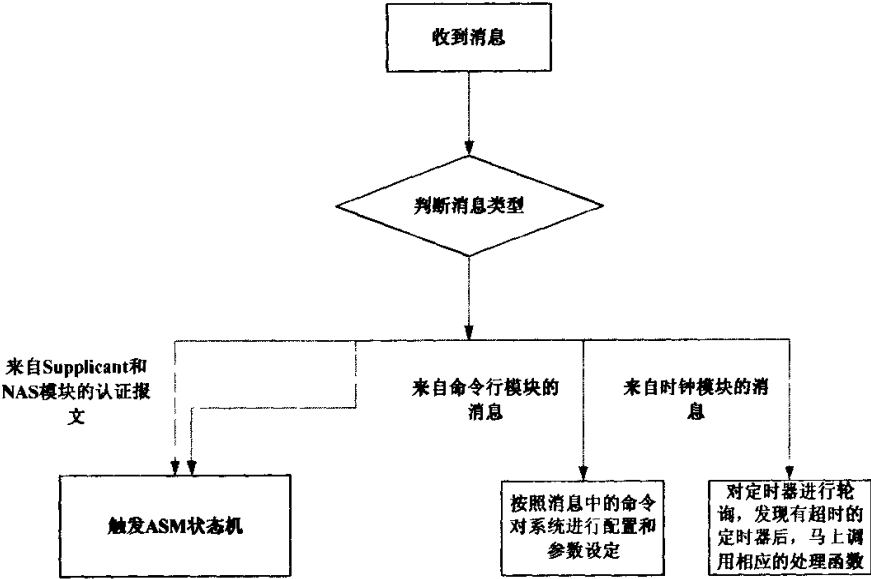 收到消息
判断消息类型
来自Supplicant和
NAS模块的认证报
文
来自命令行模块的
消息
来自时钟模块的消
息
触发ASM状态机
按照消息中的命令
对系统进行配置和
参数设定
对定时器进行轮
询，发现有超时的
定时器后，马上调
用相应的处理函数